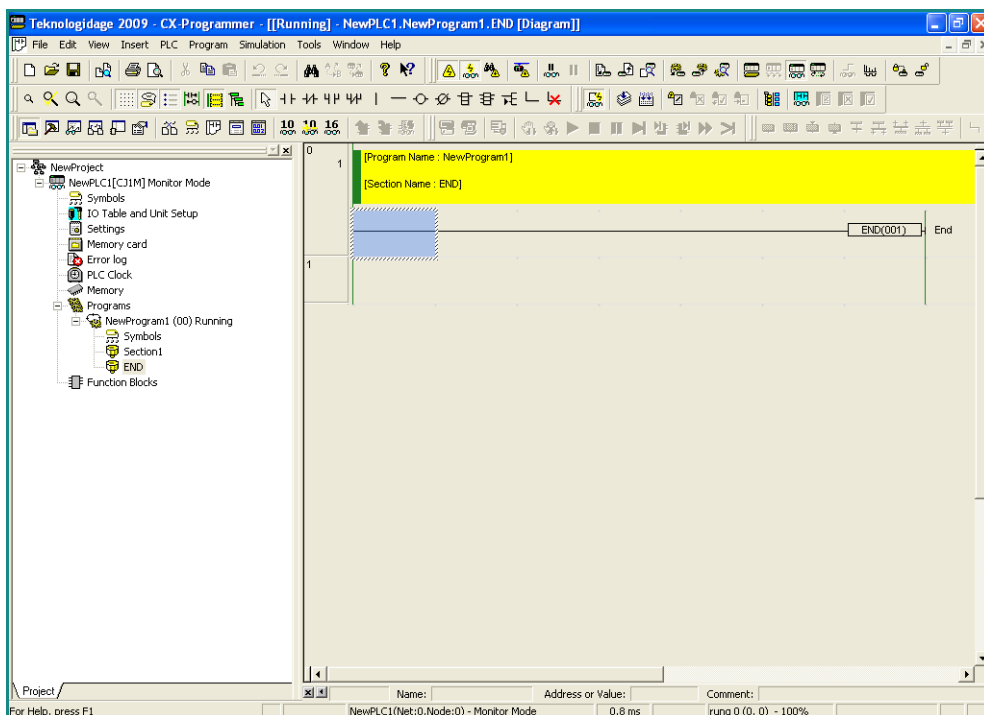 Teknologidage 2009 - CX-Programmer - [[Running] - NewPLC1.NewProgram1.END [Diagram]]
File Edit View Insert PLC Program Simulation Tools Window Help
10 10 16
NewProject
NewPLC1[CJ1M] Monitor Mode
Symbols
IO Table and Unit Setup
Settings
Memory card
Error log
PLC Clock
Memory
Programs
NewProgram1 (00) Running
Symbols
Section1
END
Function Blocks
Project
0
1
[Program Name : NewProgram1]
[Section Name : END]
END(001) End
1
Name: Address or Value: Comment:
For Help, press F1 NewPLC1(Net:0,Node:0) - Monitor Mode 0.8 ms rung 0 (0, 0) - 100%